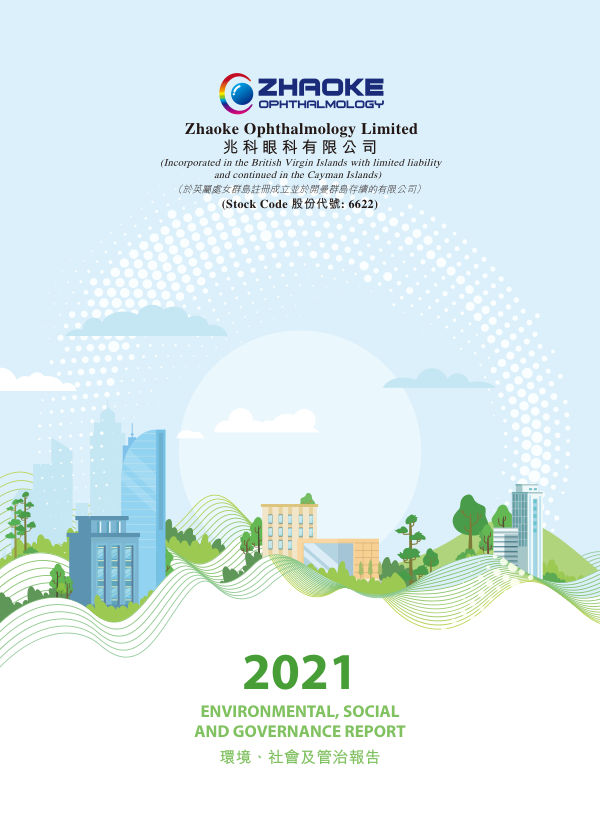 ZHAOKE
OPHTHALMOLOGY
Zhaoke Ophthalmology Limited
兆科眼科有限公司
(Incorporated in the British Virgin Islands with limited liability
and continued in the Cayman Islands)
（於英屬處女群島註冊成立並於開曼群島存續的有限公司）
(Stock Code 股份代號: 6622)
2021
ENVIRONMENTAL, SOCIAL
AND GOVERNANCE REPORT
環境、社會及管治報告